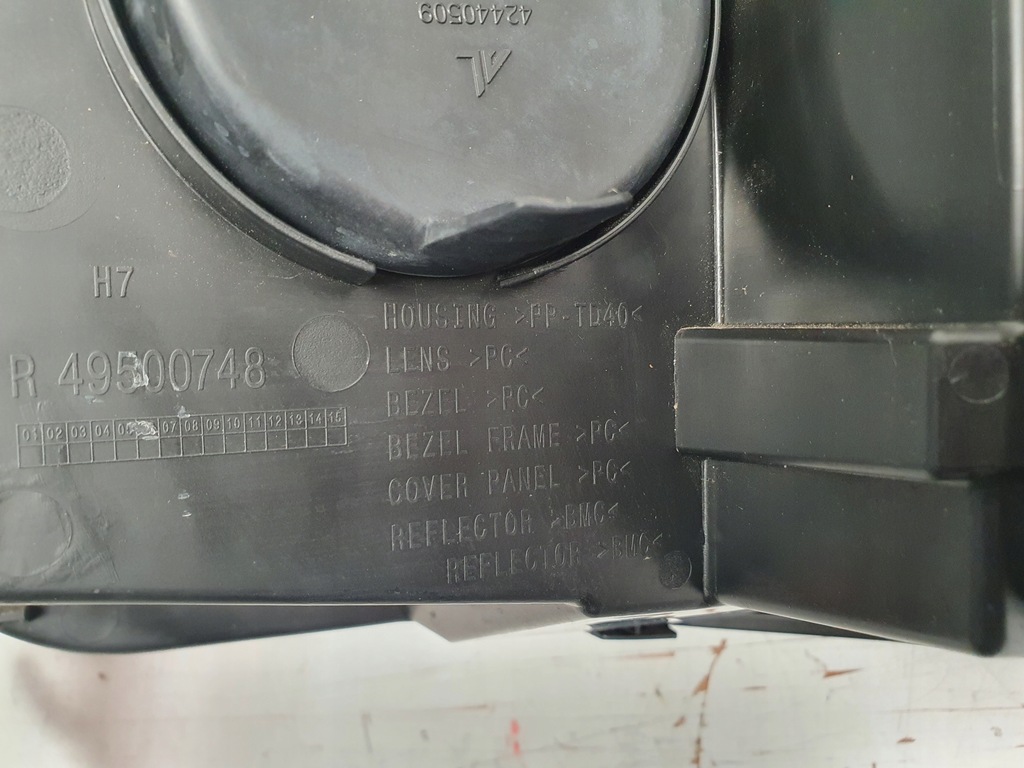 42440509
AL
H7
R 49500748
01 02 03 04 05 07 08 09 10 11 12 13 14 15
HOUSING >PP-TD40<
LENS >PC<
BEZEL >PC<
BEZEL FRAME >PC<
COVER PANEL >PC<
REFLECTOR >BMC<
REFLECTOR >BMC<